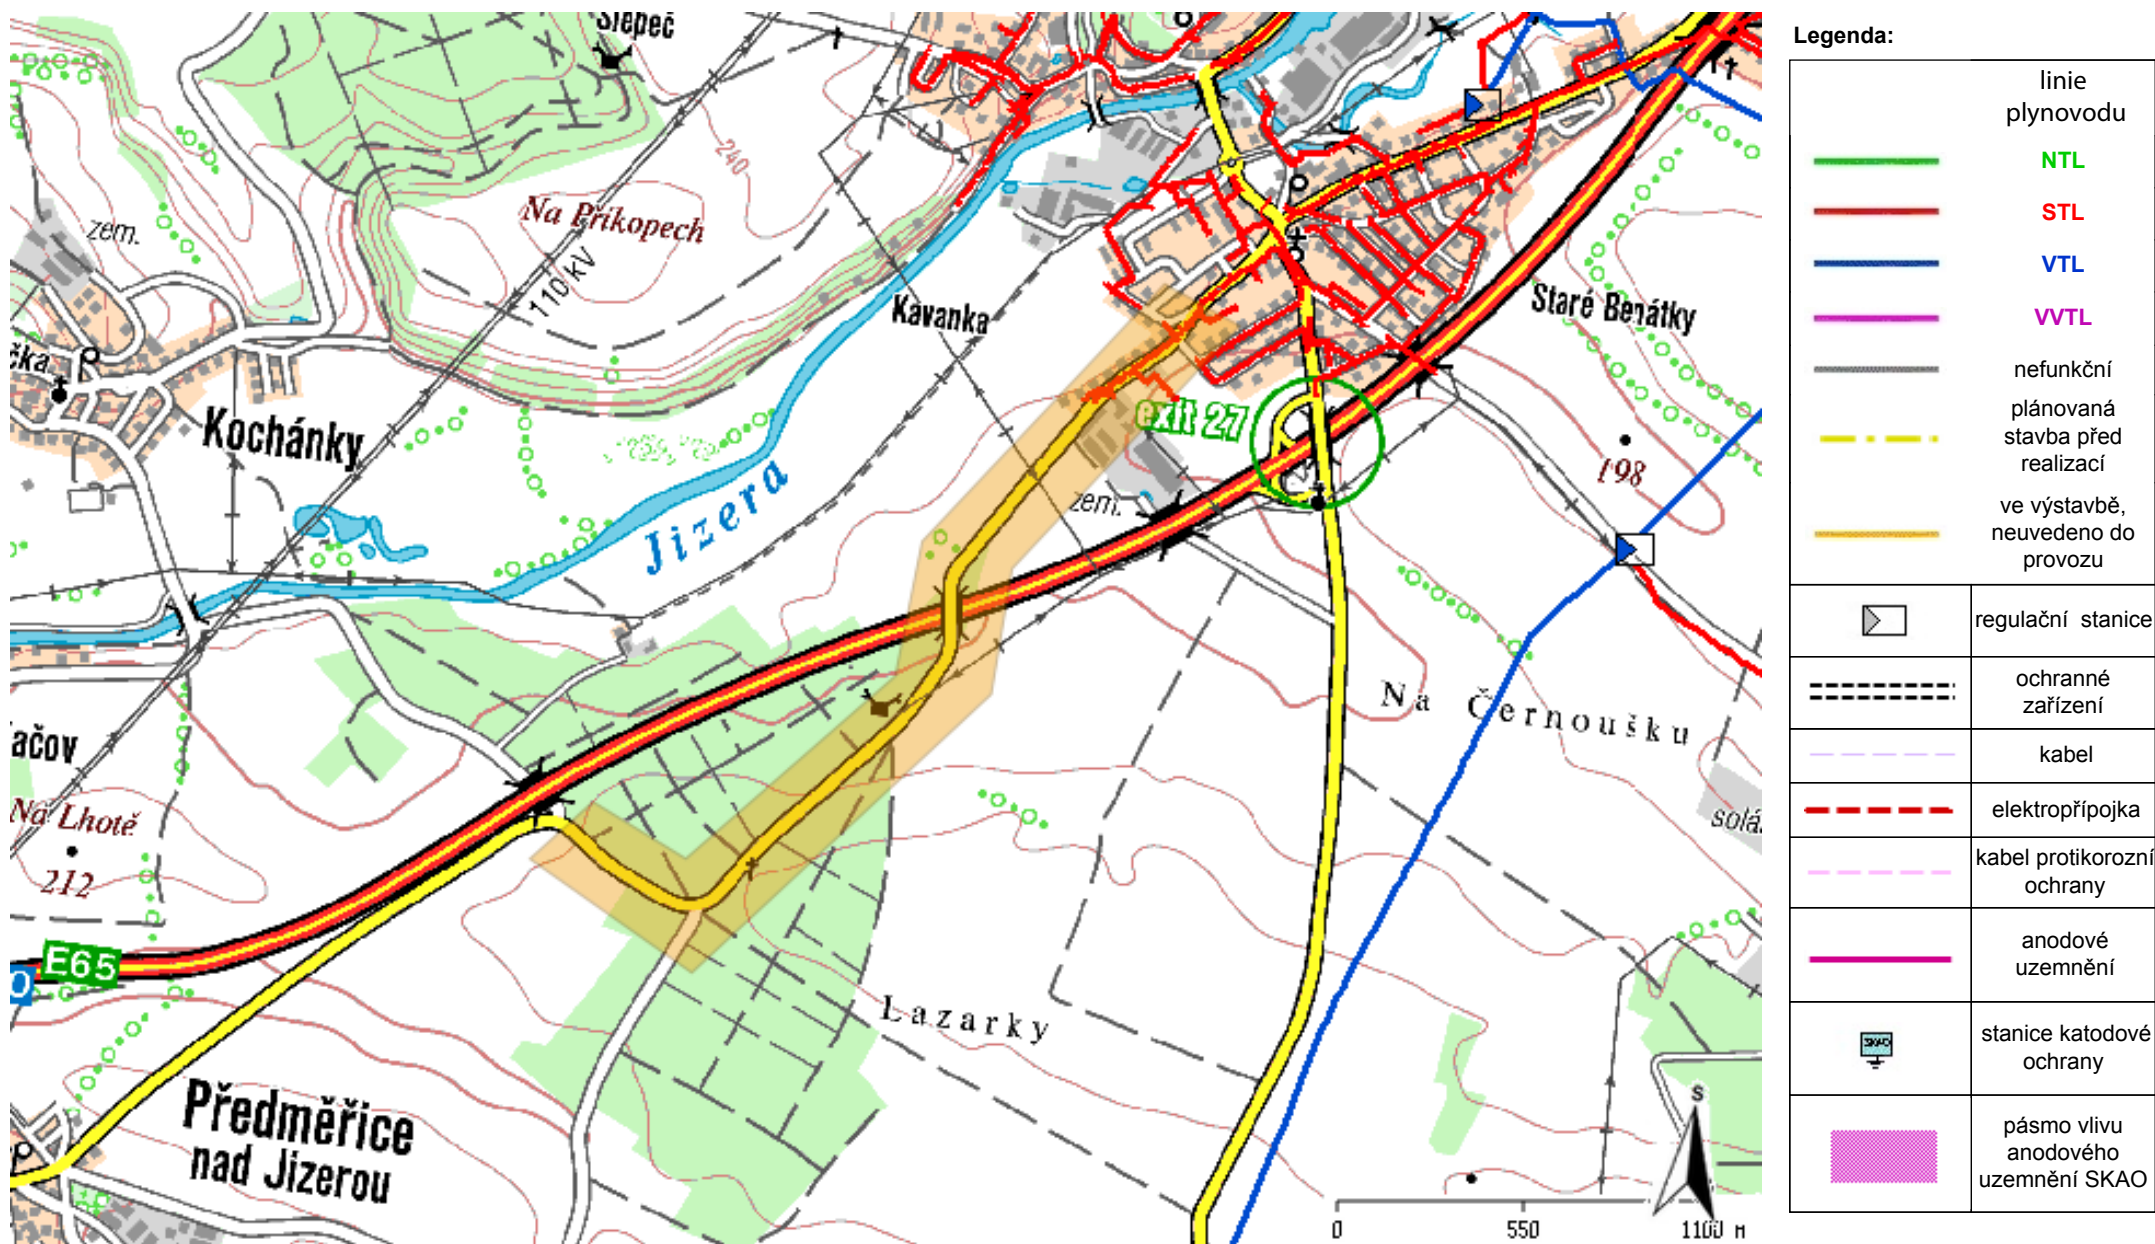 Slepeč
240
Na Příkopech
110 kV
zem.
Kavanka
Staré Benátky
Kochánky
exit 27
198
zem.
Jizera
Na Černoušku
Na Lhotě
212
E65
Lazarky
Předměřice
nad Jizerou
S
0 550 1100 м
Legenda:
linie
plynovodu
NTL
STL
VTL
VVTL
nefunkční
plánovaná
stavba před
realizací
ve výstavbě,
neuvedeno do
provozu
regulační stanice
ochranné
zařízení
kabel
elektropřípojka
kabel protikorozní
ochrany
anodové
uzemnění
SKAO
stanice katodové
ochrany
pásmo vlivu
anodového
uzemnění SKAO